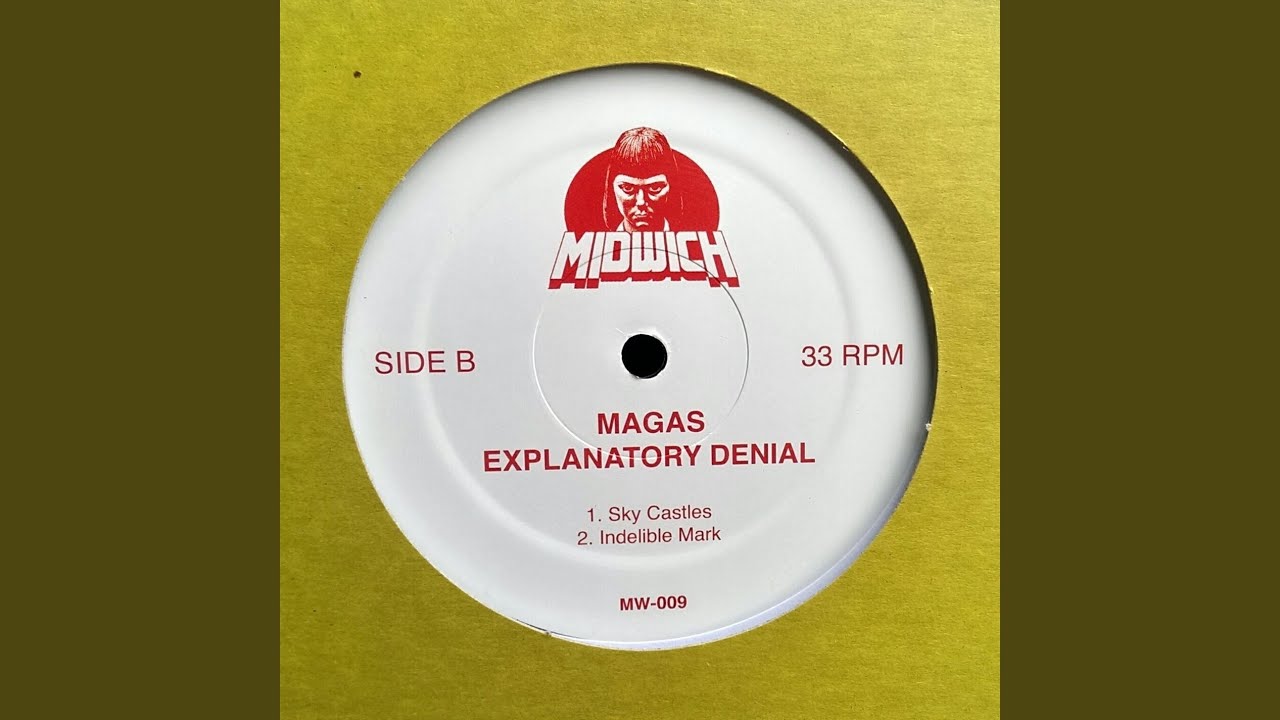 MIDWICH
SIDE B
33 RPM
MAGAS
EXPLANATORY DENIAL
1. Sky Castles
2. Indelible Mark
MW-009